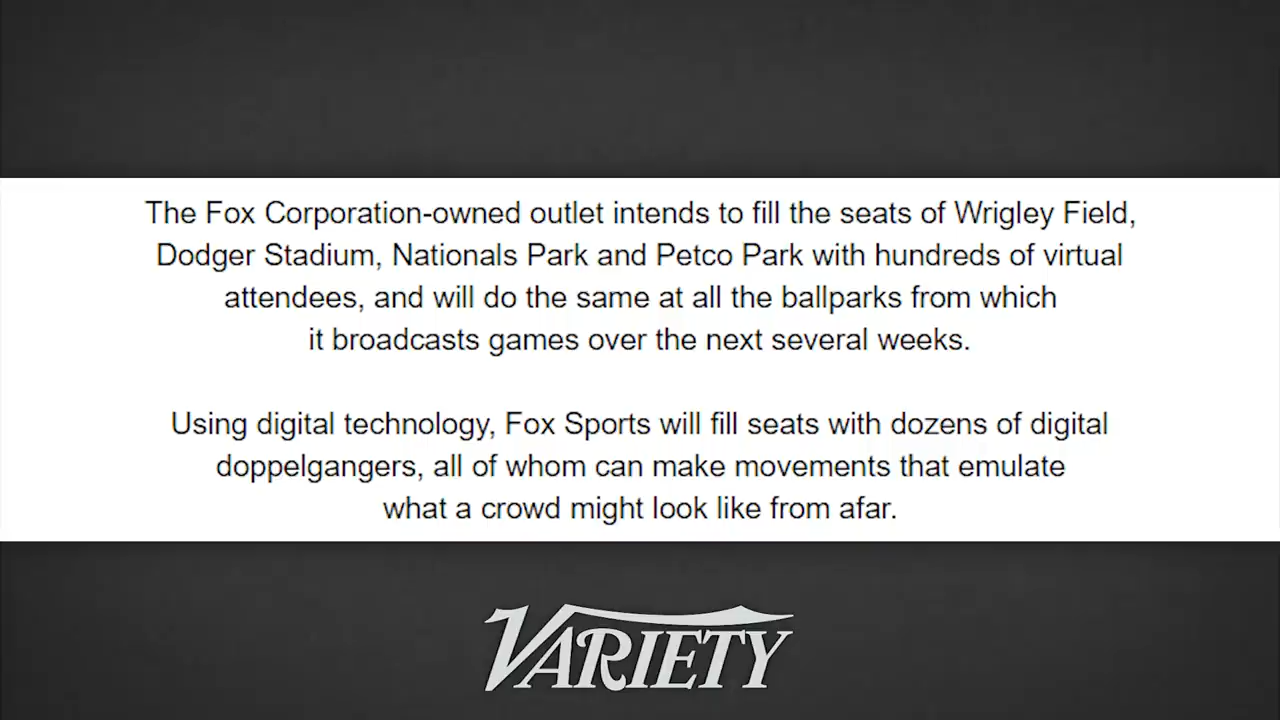 The Fox Corporation-owned outlet intends to fill the seats of Wrigley Field,
Dodger Stadium, Nationals Park and Petco Park with hundreds of virtual
attendees, and will do the same at all the ballparks from which
it broadcasts games over the next several weeks.
Using digital technology, Fox Sports will fill seats with dozens of digital
doppelgangers, all of whom can make movements that emulate
what a crowd might look like from afar.
VARIETY